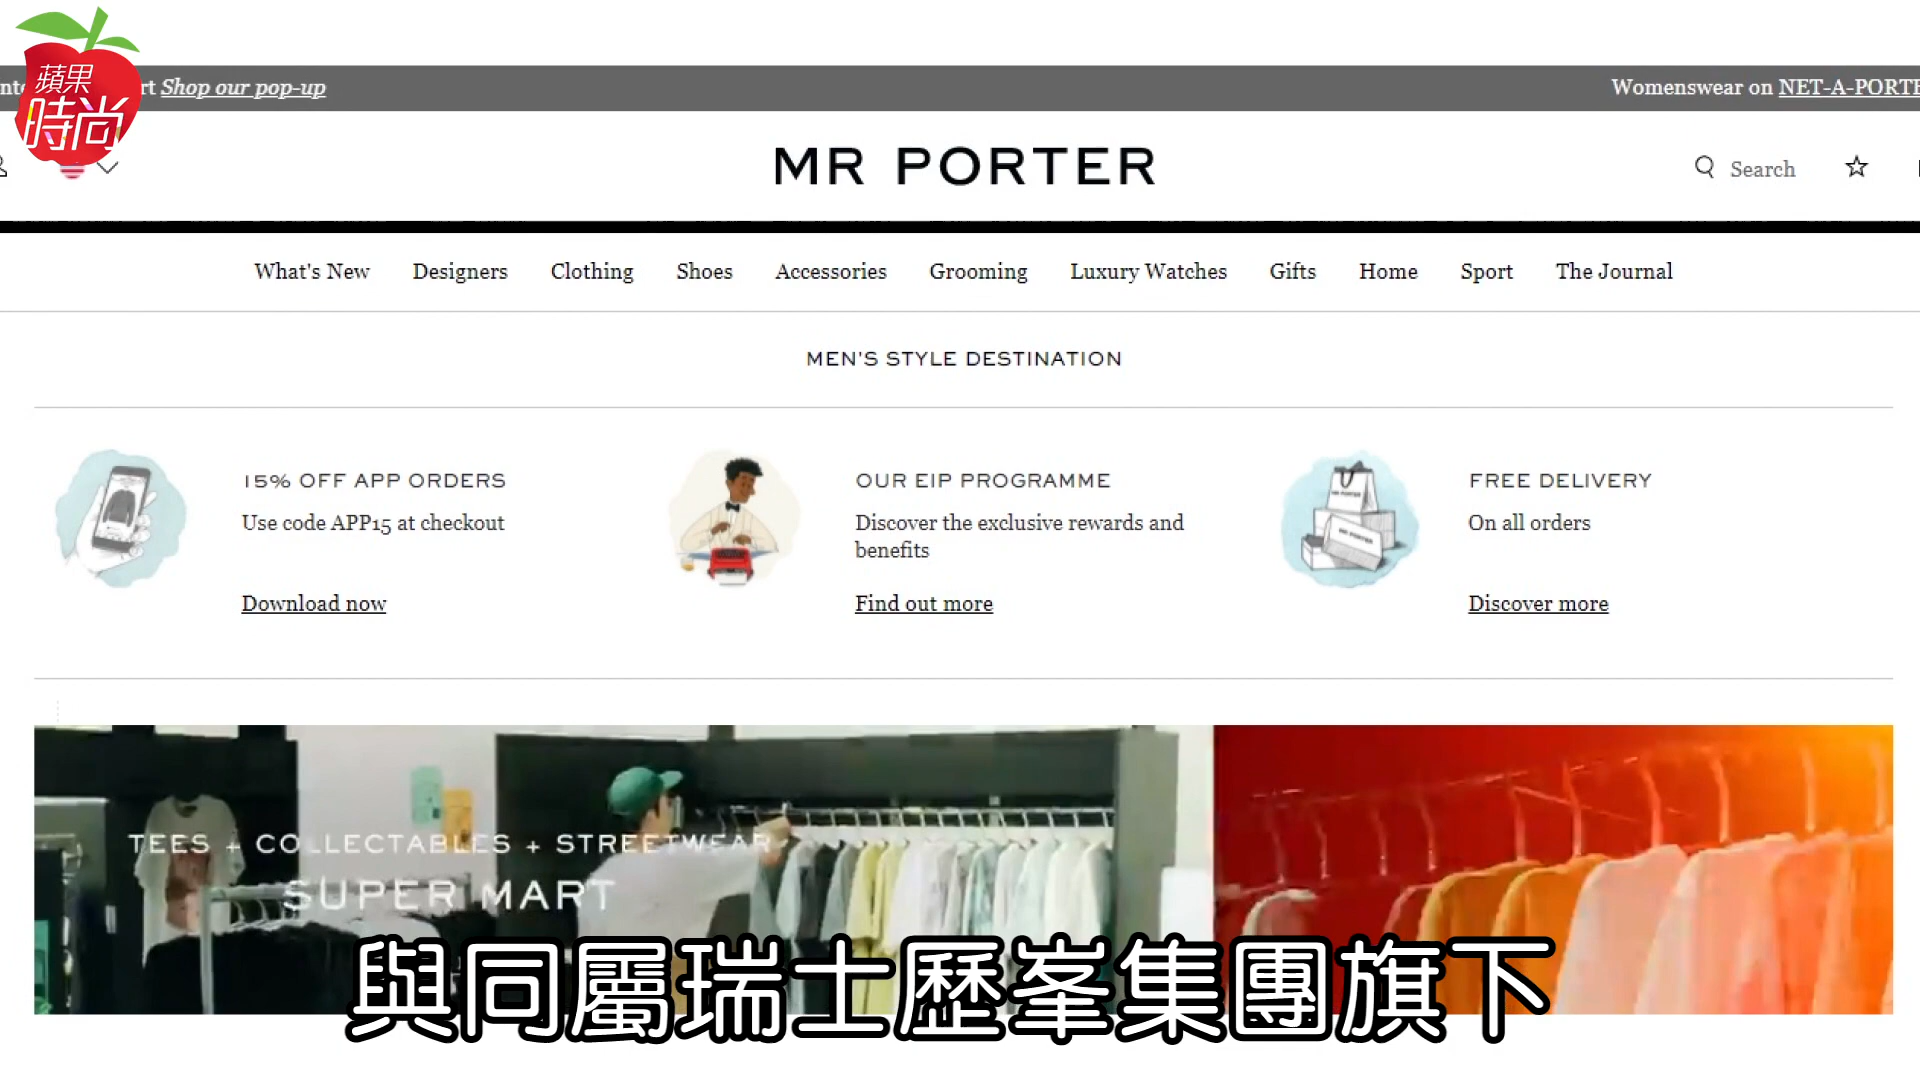 蘋果
時尚
rt Shop our pop-up
Womenswear on NET-A-PORTE
MR PORTER
Search
What's New Designers Clothing Shoes Accessories Grooming Luxury Watches Gifts Home Sport The Journal
MEN'S STYLE DESTINATION
15% OFF APP ORDERS
Use code APP15 at checkout
Download now
OUR EIP PROGRAMME
Discover the exclusive rewards and
benefits
Find out more
FREE DELIVERY
On all orders
Discover more
TEES + COLLECTABLES + STREETWEAR
SUPER MART
與同屬瑞士歷峯集團旗下